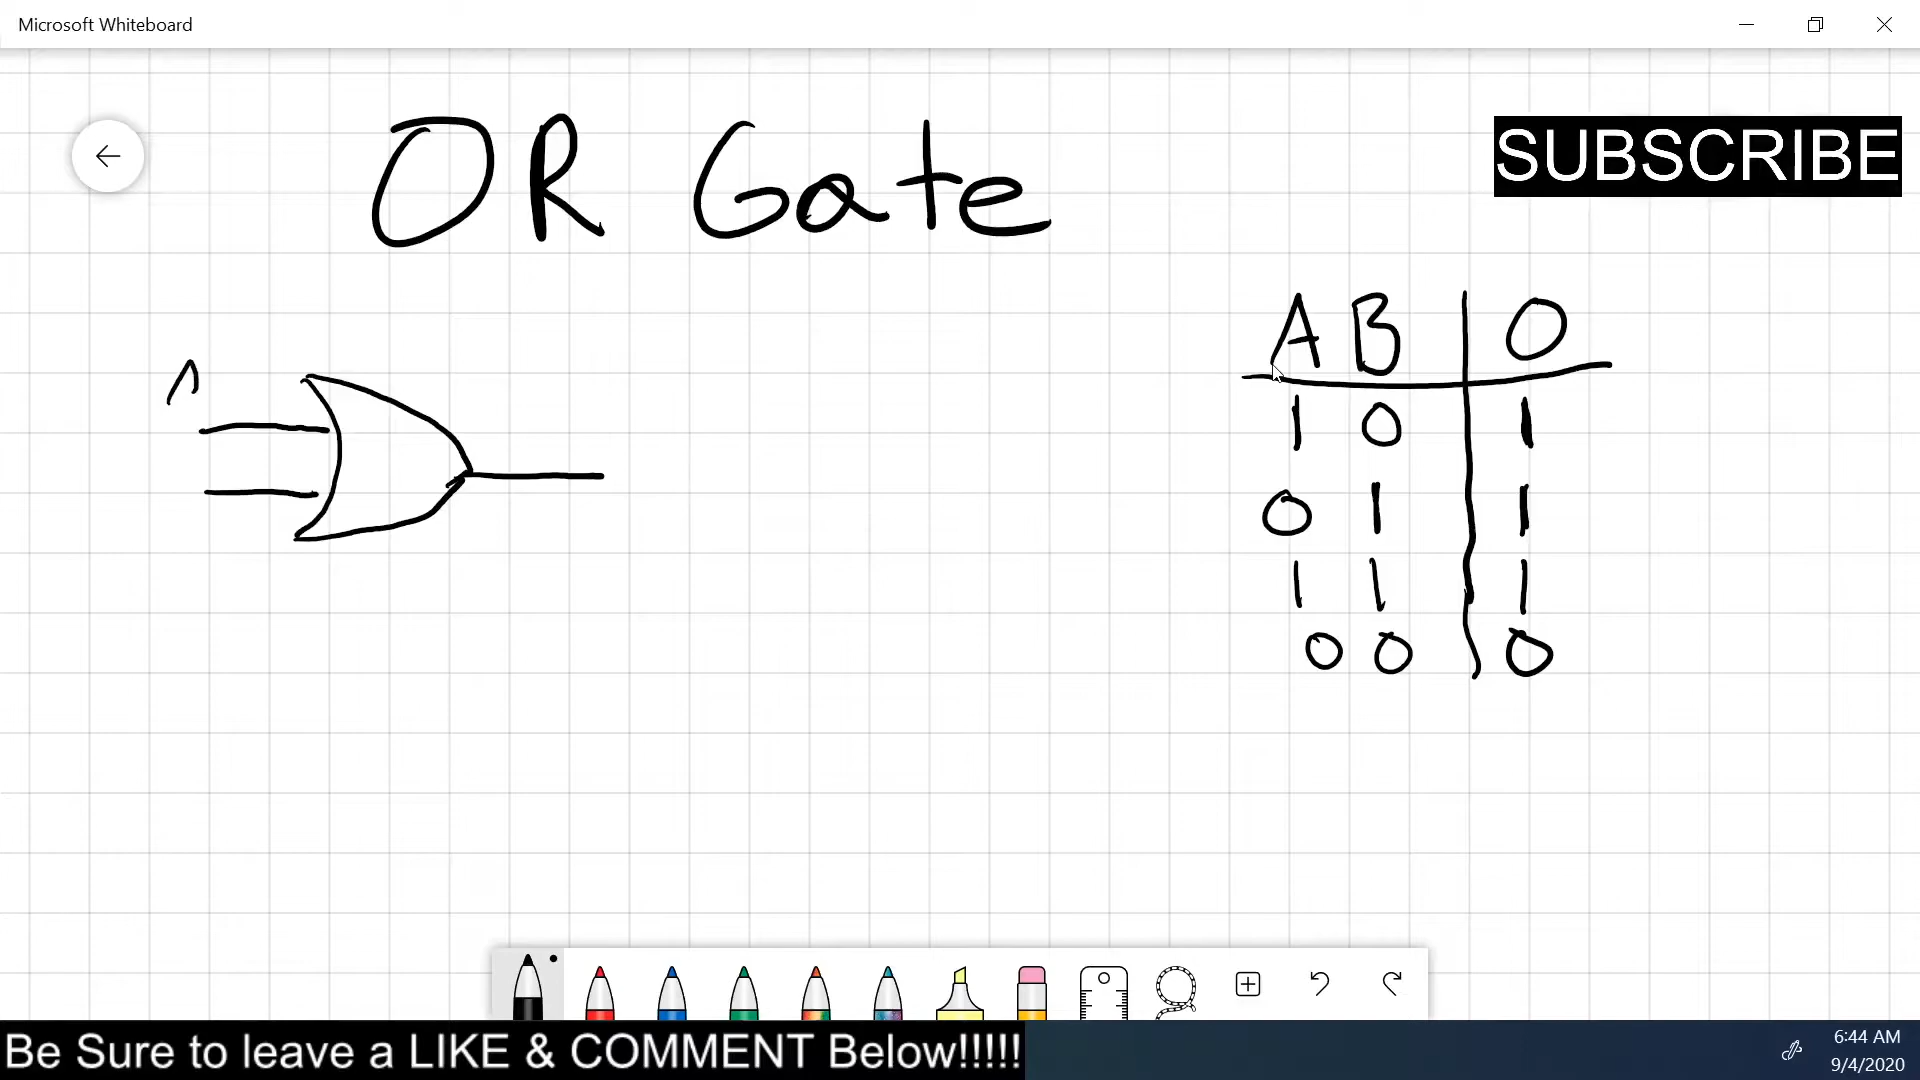 Microsoft Whiteboard
OR Gate
SUBSCRIBE
A B O
1 0 1
0 1 1
1 1 1
0 0 0
Be Sure to leave a LIKE & COMMENT Below!!!!!
6:44 AM
9/4/2020